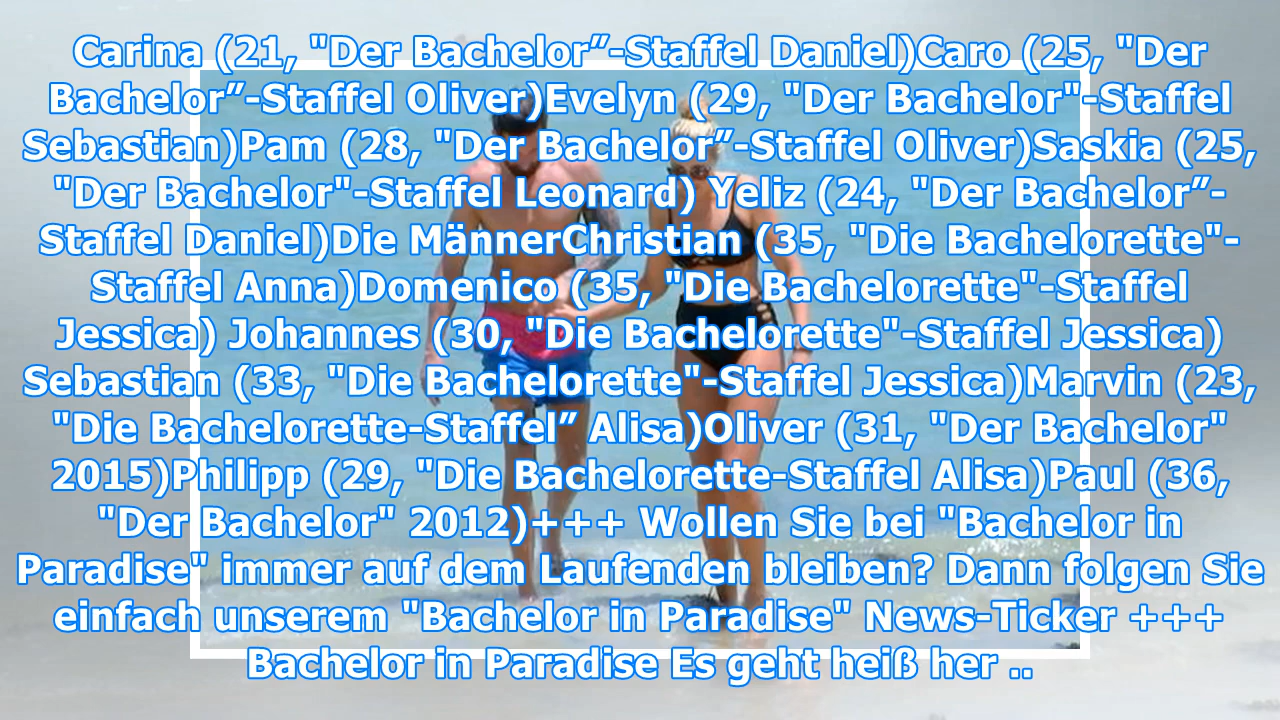 Carina (21, "Der Bachelor”-Staffel Daniel)Caro (25, "Der
Bachelor”-Staffel Oliver)Evelyn (29, "Der Bachelor"-Staffel
Sebastian)Pam (28, "Der Bachelor”-Staffel Oliver)Saskia (25,
"Der Bachelor"-Staffel Leonard) Yeliz (24, "Der Bachelor”-
Staffel Daniel)Die MännerChristian (35, "Die Bachelorette"-
Staffel Anna)Domenico (35, "Die Bachelorette"-Staffel
Jessica) Johannes (30, "Die Bachelorette"-Staffel Jessica)
Sebastian (33, "Die Bachelorette"-Staffel Jessica)Marvin (23,
"Die Bachelorette-Staffel” Alisa)Oliver (31, "Der Bachelor"
2015)Philipp (29, "Die Bachelorette-Staffel Alisa)Paul (36,
"Der Bachelor" 2012)+++ Wollen Sie bei "Bachelor in
Paradise" immer auf dem Laufenden bleiben? Dann folgen Sie
einfach unserem "Bachelor in Paradise" News-Ticker +++
Bachelor in Paradise Es geht heiß her ..